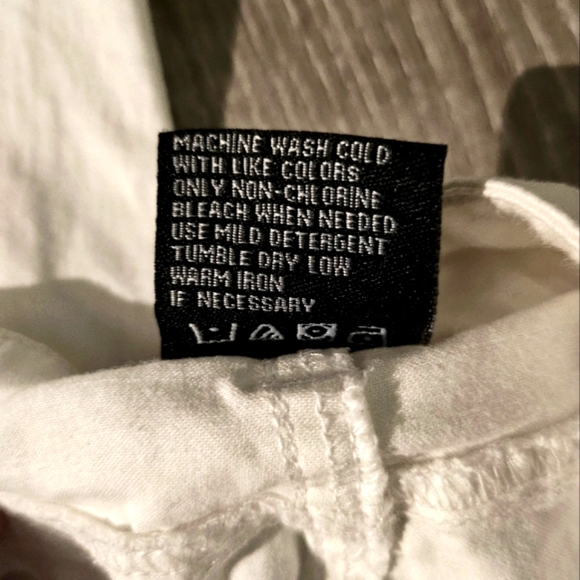 MACHINE WASH COLD
WITH LIKE COLORS
ONLY NON-CHLORINE
BLEACH WHEN NEEDED
USE MILD DETERGENT
TUMBLE DRY LOW
WARM IRON
IF NECESSARY